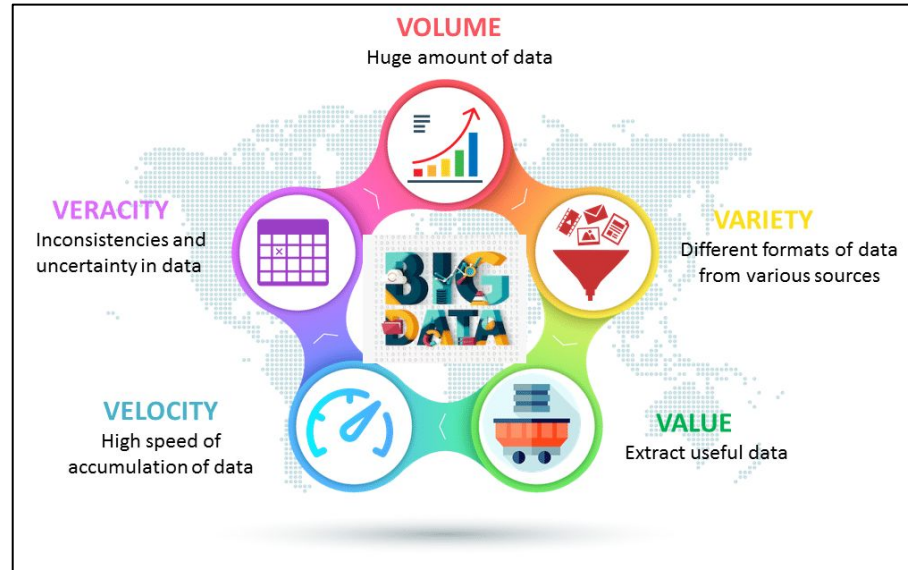 VOLUME
Huge amount of data
VERACITY
Inconsistencies and
uncertainty in data
VARIETY
Different formats of data
from various sources
BIG
DATA
VELOCITY
High speed of
accumulation of data
VALUE
Extract useful data